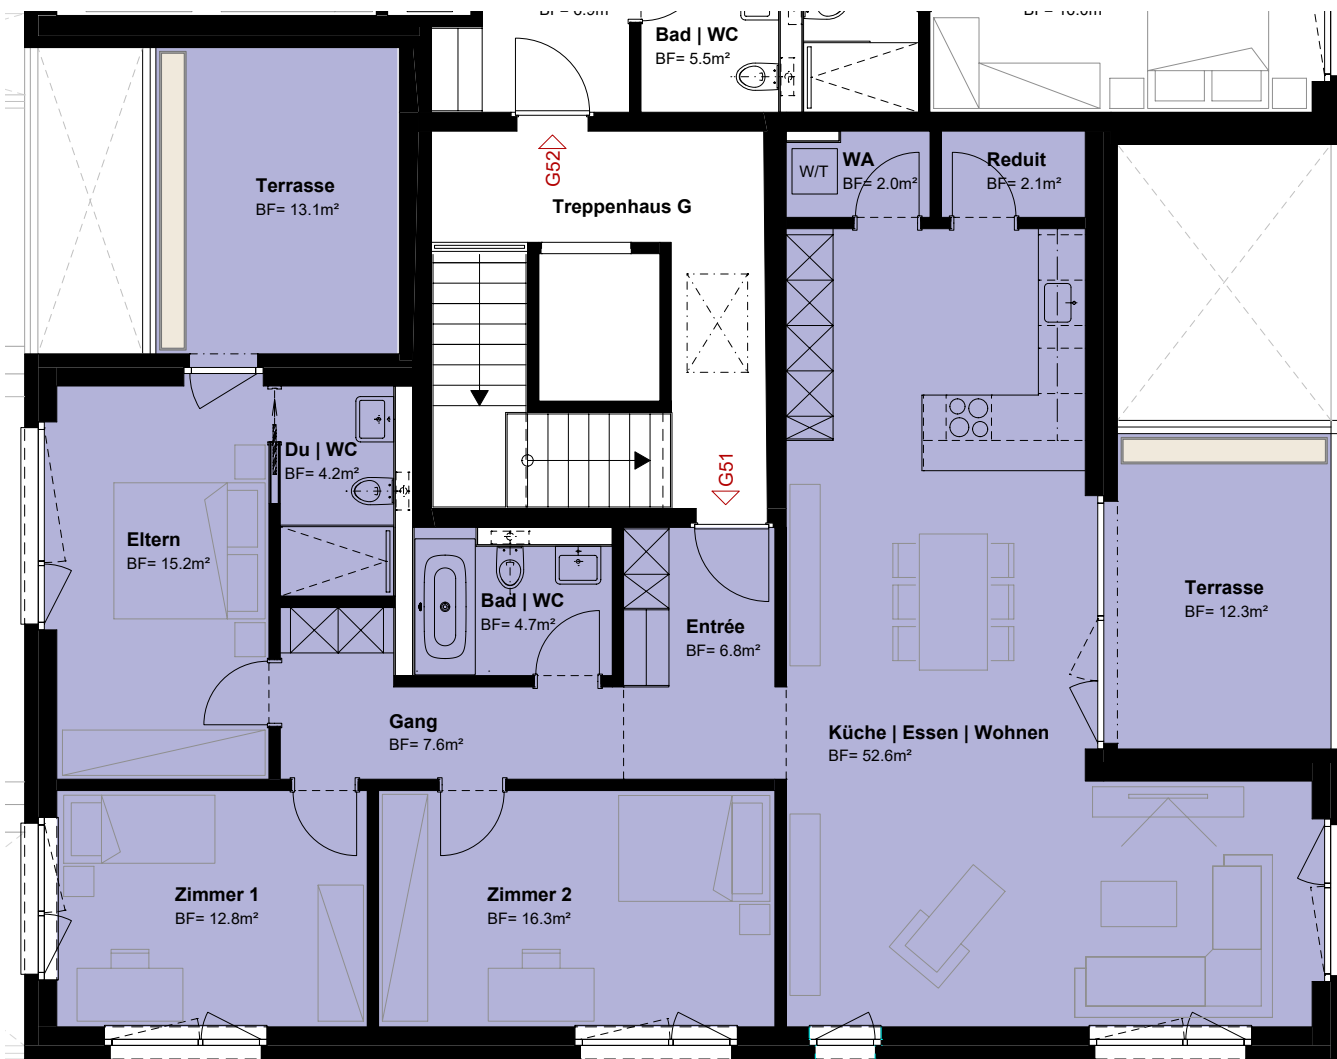 Bad | WC
BF= 5.5m²
G52
Treppenhaus G
WA
BF= 2.0m²
W/T
Reduit
BF= 2.1m²
Terrasse
BF= 13.1m²
Du | WC
BF= 4.2m²
G51
Eltern
BF= 15.2m²
Bad | WC
BF= 4.7m²
Entrée
BF= 6.8m²
Terrasse
BF= 12.3m²
Gang
BF= 7.6m²
Küche | Essen | Wohnen
BF= 52.6m²
Zimmer 1
BF= 12.8m²
Zimmer 2
BF= 16.3m²